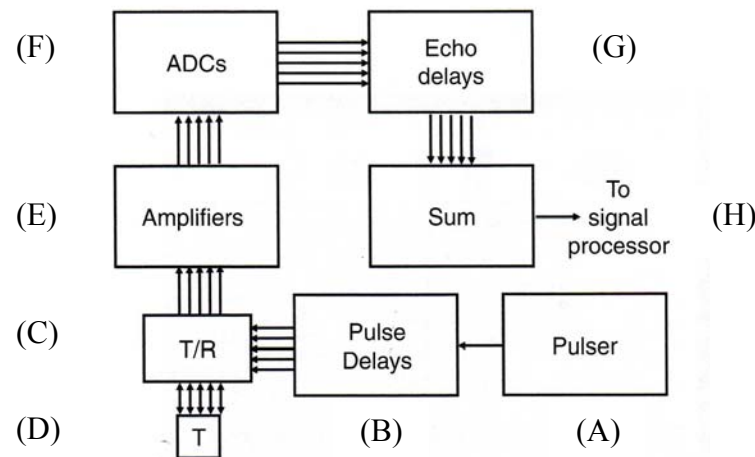 (F)
ADCs
Echo
delays
(G)
(E)
Amplifiers
Sum
To
signal
processor
(H)
(C)
T/R
Pulse
Delays
Pulser
(D)
T
(B)
(A)